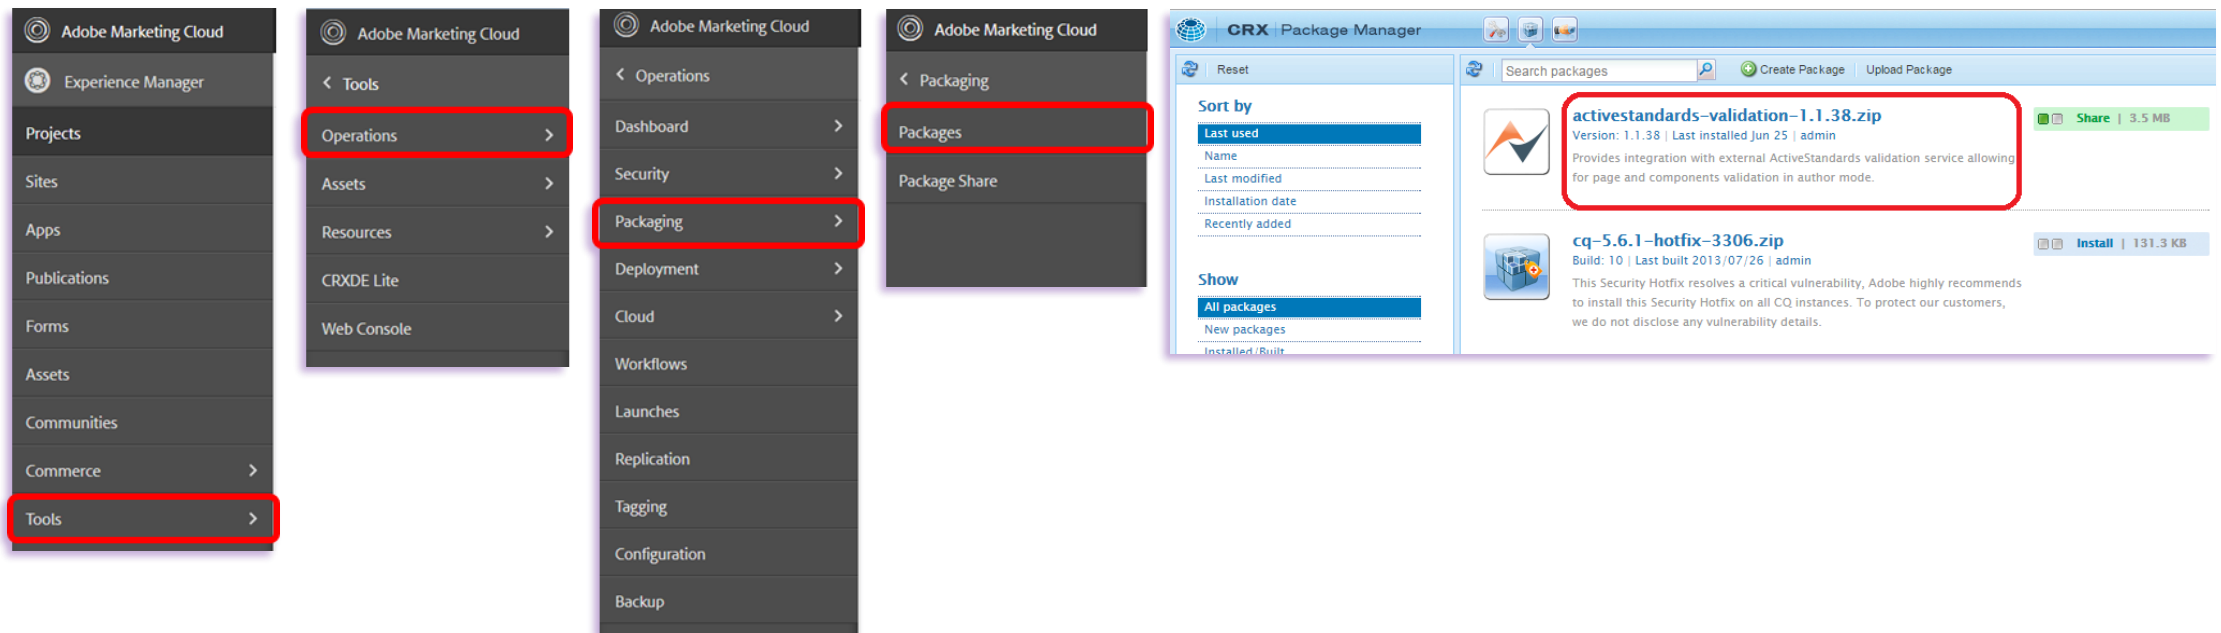 Adobe Marketing Cloud
Experience Manager
Projects
Sites
Apps
Publications
Forms
Assets
Communities
Commerce
Tools
Adobe Marketing Cloud
Tools
Operations
Assets
Resources
CRXDE Lite
Web Console
Adobe Marketing Cloud
Operations
Dashboard
Security
Packaging
Deployment
Cloud
Workflows
Launches
Replication
Tagging
Configuration
Backup
Adobe Marketing Cloud
Packaging
Packages
Package Share
CRX | Package Manager
Reset
Sort by
Last used
Name
Last modified
Installation date
Recently added
Show
All packages
New packages
Installed/Built
Search packages Create Package | Upload Package
activestandards-validation-1.1.38.zip
Version: 1.1.38 | Last installed Jun 25 | admin
Provides integration with external ActiveStandards validation service allowing
for page and components validation in author mode.
Share | 3.5 MB
cq-5.6.1-hotfix-3306.zip
Build: 10 | Last built 2013/07/26 | admin
This Security Hotfix resolves a critical vulnerability, Adobe highly recommends
to install this Security Hotfix on all CQ instances. To protect our customers,
we do not disclose any vulnerability details.
Install | 131.3 KB